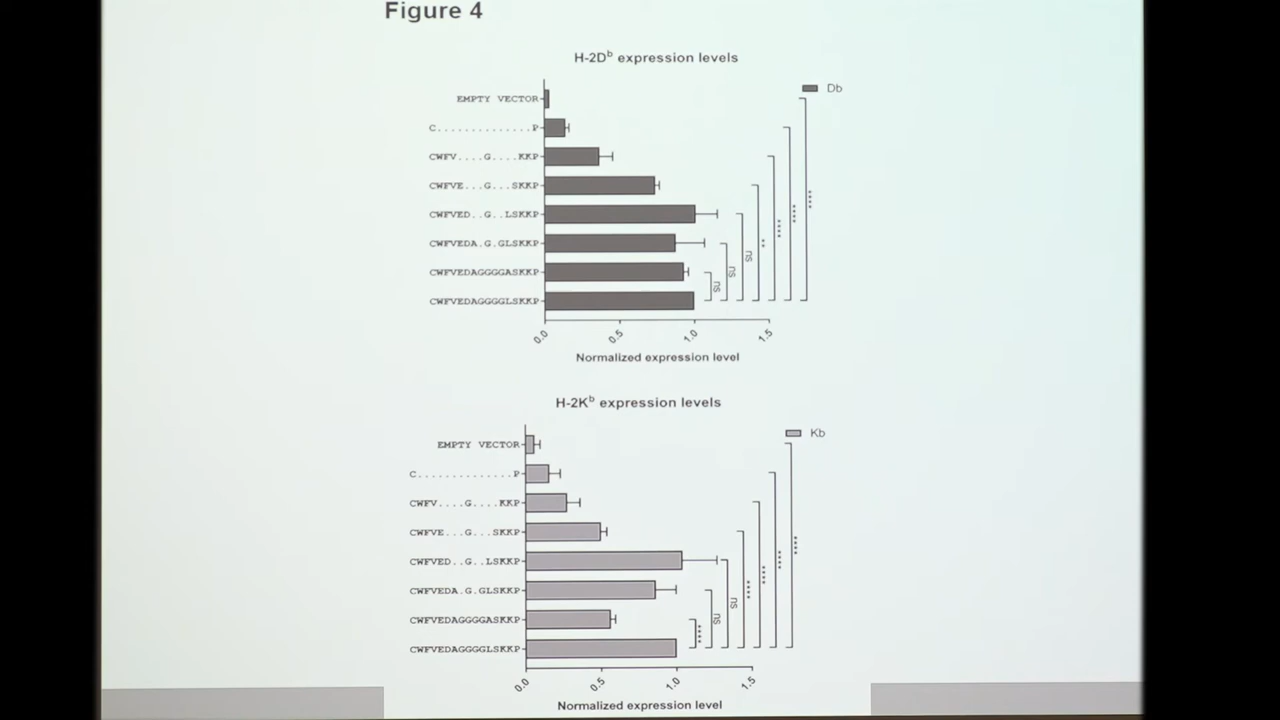 Figure 4
H-2Dᵇ expression levels
Db
EMPTY VECTOR
C..............P
CWFV....G....KKP
CWFVE...G...SKKP
CWFVED..G..LSKKP
CWFVEDA.G.GLSKKP
CWFVEDAGGGGASKKP
CWFVEDAGGGGLSKKP
ns
ns
ns
**
****
****
****
0.0
0.5
1.0
1.5
Normalized expression level
H-2Kᵇ expression levels
Kb
EMPTY VECTOR
C..............P
CWFV....G....KKP
CWFVE...G...SKKP
CWFVED..G..LSKKP
CWFVEDA.G.GLSKKP
CWFVEDAGGGGASKKP
CWFVEDAGGGGLSKKP
****
ns
ns
****
****
****
****
0.0
0.5
1.0
1.5
Normalized expression level